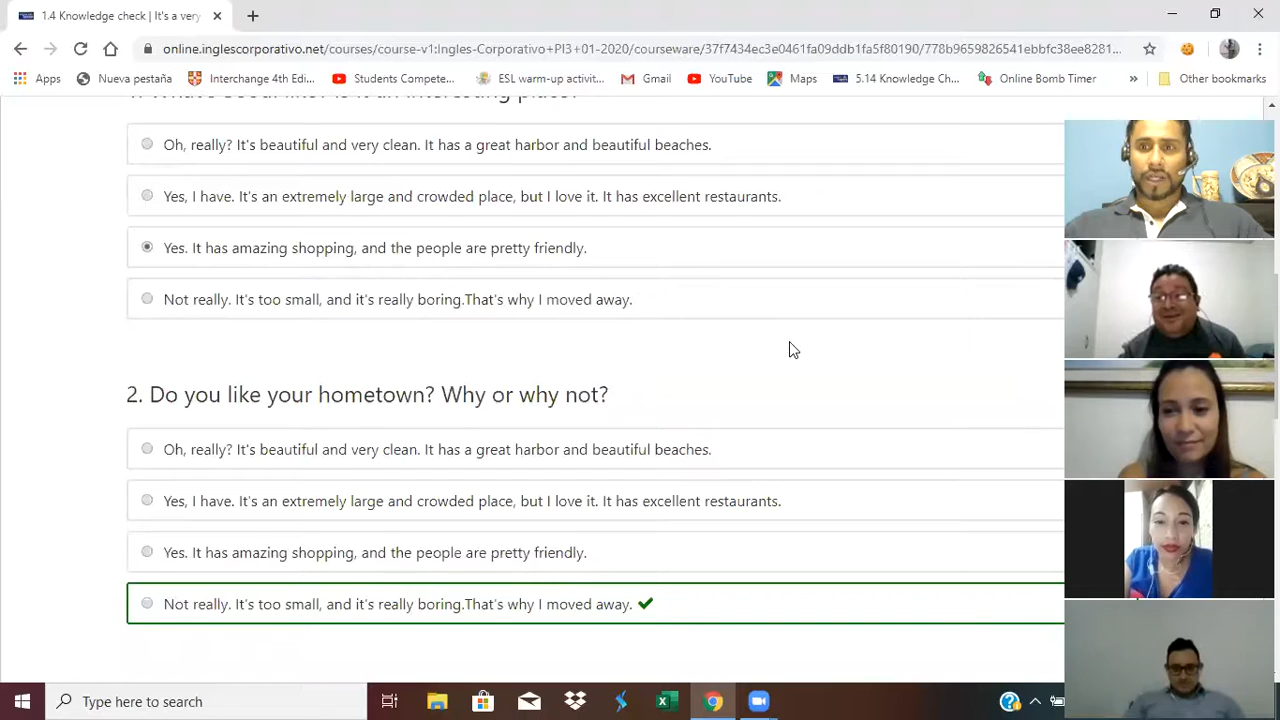 1.4 Knowledge check | It's a very
online.inglescorporativo.net/courses/course-v1:Ingles-Corporativo+PI3+01-2020/courseware/37f7434ec3e0461fa09ddb1fa5f80190/778b9659826541ebbfc38ee8281...
Apps Nueva pestaña Interchange 4th Edi... Students Compete... ESL warm-up activit... Gmail YouTube Maps 5.14 Knowledge Ch... Online Bomb Timer » Other bookmarks
Oh, really? It's beautiful and very clean. It has a great harbor and beautiful beaches.
Yes, I have. It's an extremely large and crowded place, but I love it. It has excellent restaurants.
Yes. It has amazing shopping, and the people are pretty friendly.
Not really. It's too small, and it's really boring.That's why I moved away.
2. Do you like your hometown? Why or why not?
Oh, really? It's beautiful and very clean. It has a great harbor and beautiful beaches.
Yes, I have. It's an extremely large and crowded place, but I love it. It has excellent restaurants.
Yes. It has amazing shopping, and the people are pretty friendly.
Not really. It's too small, and it's really boring.That's why I moved away.
Type here to search